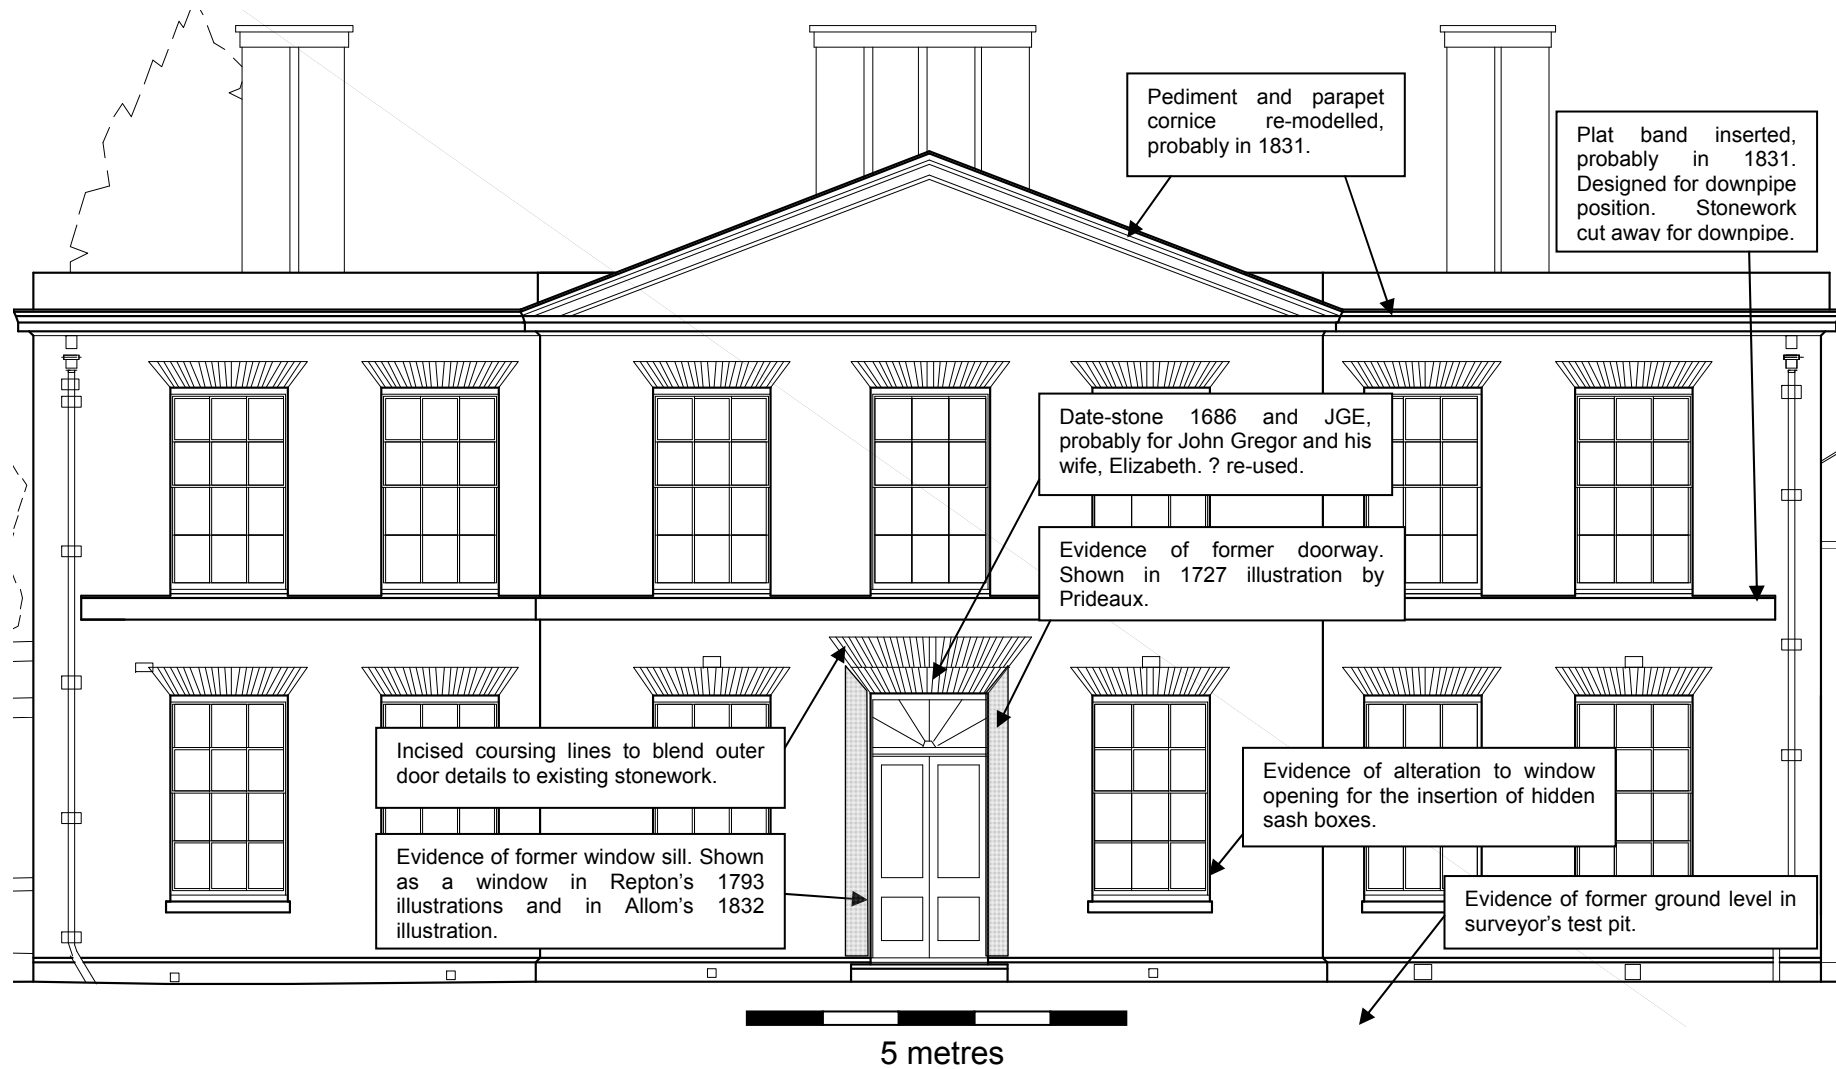 Pediment and parapet
cornice re-modelled,
probably in 1831.
Plat band inserted,
probably in 1831.
Designed for downpipe
position. Stonework
cut away for downpipe.
Date-stone 1686 and JGE,
probably for John Gregor and his
wife, Elizabeth. ? re-used.
Evidence of former doorway.
Shown in 1727 illustration by
Prideaux.
Incised coursing lines to blend outer
door details to existing stonework.
Evidence of alteration to window
opening for the insertion of hidden
sash boxes.
Evidence of former window sill. Shown
as a window in Repton's 1793
illustrations and in Allom's 1832
illustration.
Evidence of former ground level in
surveyor's test pit.
5 metres